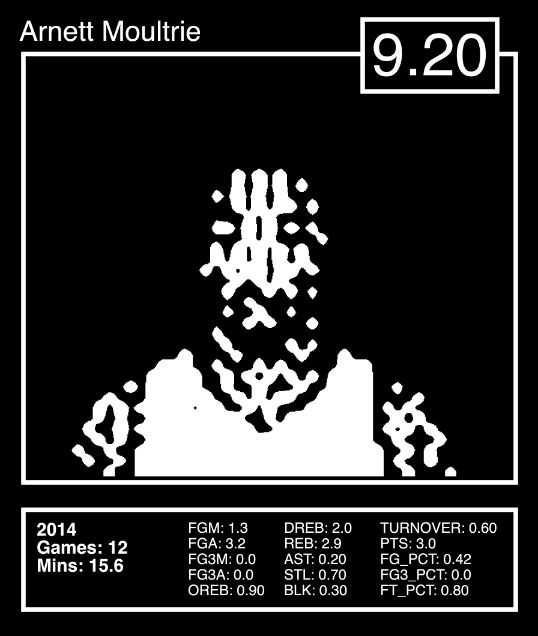 Arnett Moultrie
9.20
2014
Games: 12
Mins: 15.6
FGM: 1.3
FGA: 3.2
FG3M: 0.0
FG3A: 0.0
OREB: 0.90
DREB: 2.0
REB: 2.9
AST: 0.20
STL: 0.70
BLK: 0.30
TURNOVER: 0.60
PTS: 3.0
FG_PCT: 0.42
FG3_PCT: 0.0
FT_PCT: 0.80